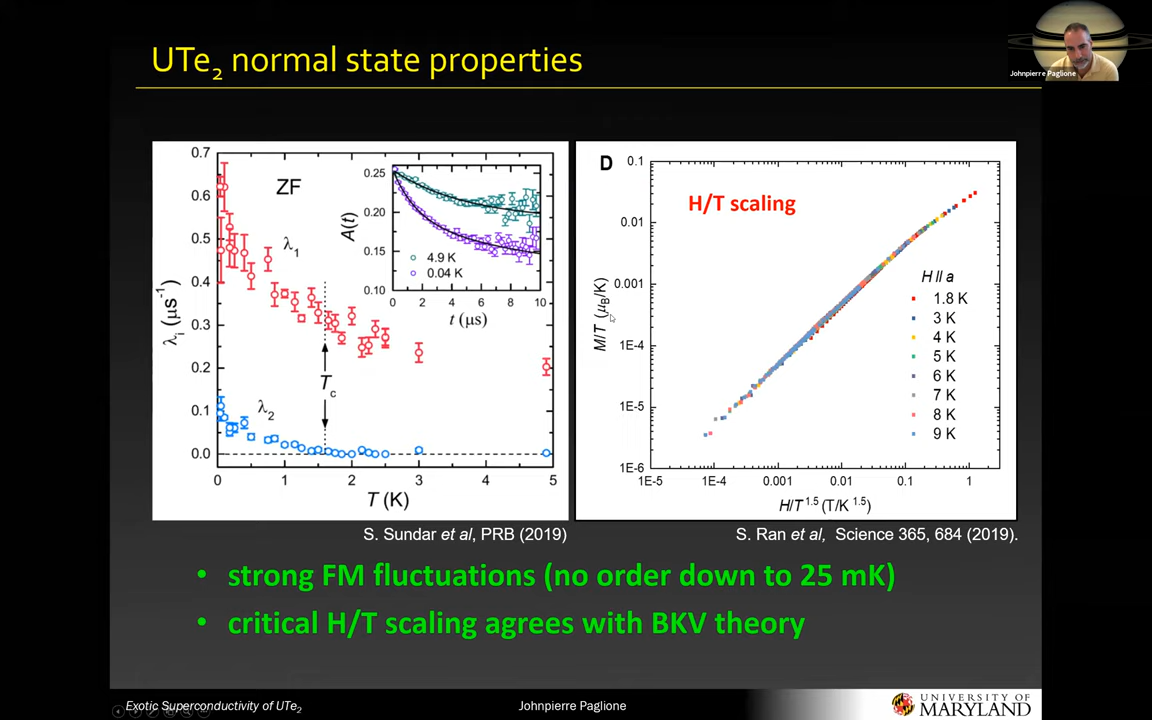 Johnpierre Paglione
UTe₂ normal state properties
0.7
0.6
0.5
0.4
0.3
0.2
0.1
0.0
λᵢ (μs⁻¹)
ZF
λ₁
λ₂
T_c
0 1 2 3 4 5
T (K)
0.25
0.20
0.15
0.10
A(t)
4.9 K
0.04 K
0 2 4 6 8 10
t (μs)
D
H/T scaling
0.1
0.01
0.001
1E-4
1E-5
1E-6
M/T (μ_B/K)
H // a
1.8 K
3 K
4 K
5 K
6 K
7 K
8 K
9 K
1E-5 1E-4 0.001 0.01 0.1 1
H/T^1.5 (T/K^1.5)
S. Sundar et al, PRB (2019)
S. Ran et al, Science 365, 684 (2019).
• strong FM fluctuations (no order down to 25 mK)
• critical H/T scaling agrees with BKV theory
Exotic Superconductivity of UTe₂
Johnpierre Paglione
UNIVERSITY OF
MARYLAND